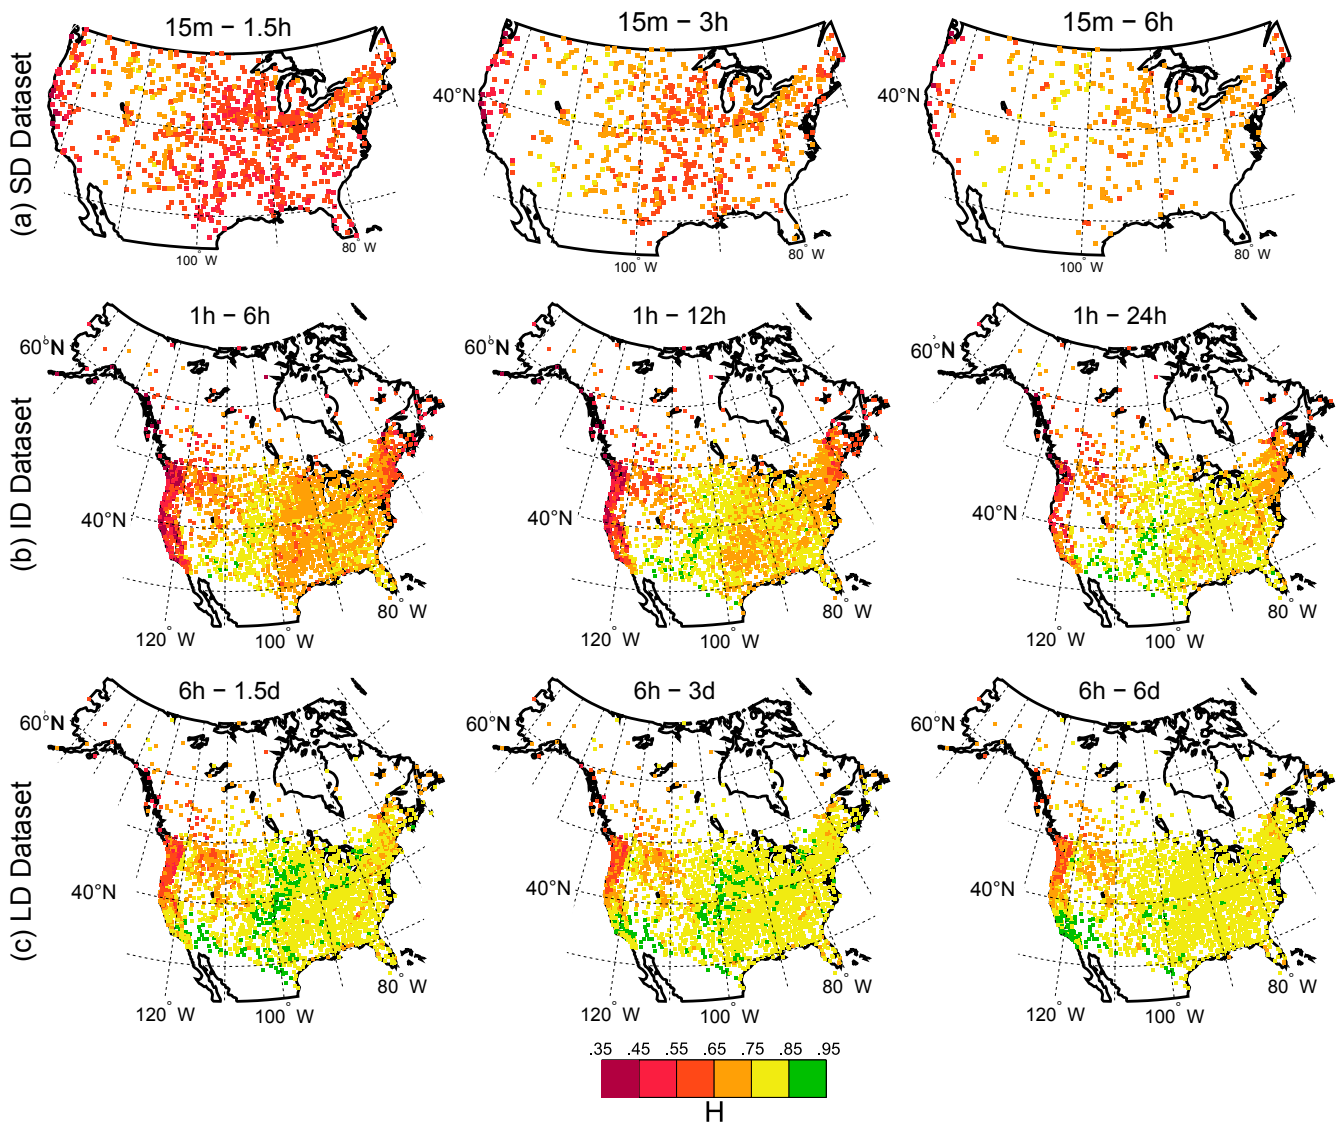 (a) SD Dataset
15m − 1.5h
15m − 3h
15m − 6h
40°N
40°N
100° W
80° W
100° W
80° W
100° W
80° W
(b) ID Dataset
1h − 6h
1h − 12h
1h − 24h
60°N
60°N
60°N
40°N
40°N
40°N
120° W
100° W
80° W
120° W
100° W
80° W
120° W
100° W
80° W
(c) LD Dataset
6h − 1.5d
6h − 3d
6h − 6d
60°N
60°N
60°N
40°N
40°N
40°N
120° W
100° W
80° W
120° W
100° W
80° W
120° W
100° W
80° W
.35 .45 .55 .65 .75 .85 .95
H